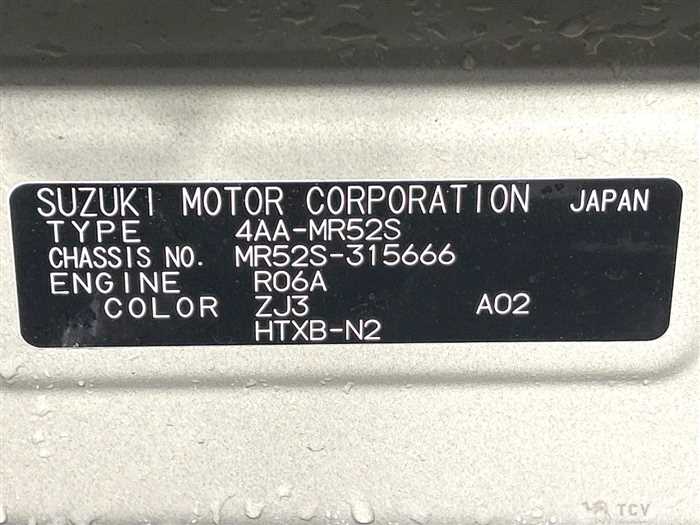 SUZUKI MOTOR CORPORATION JAPAN
TYPE 4AA-MR52S
CHASSIS NO. MR52S-315666
ENGINE R06A
COLOR ZJ3 A02
HTXB-N2
TCV